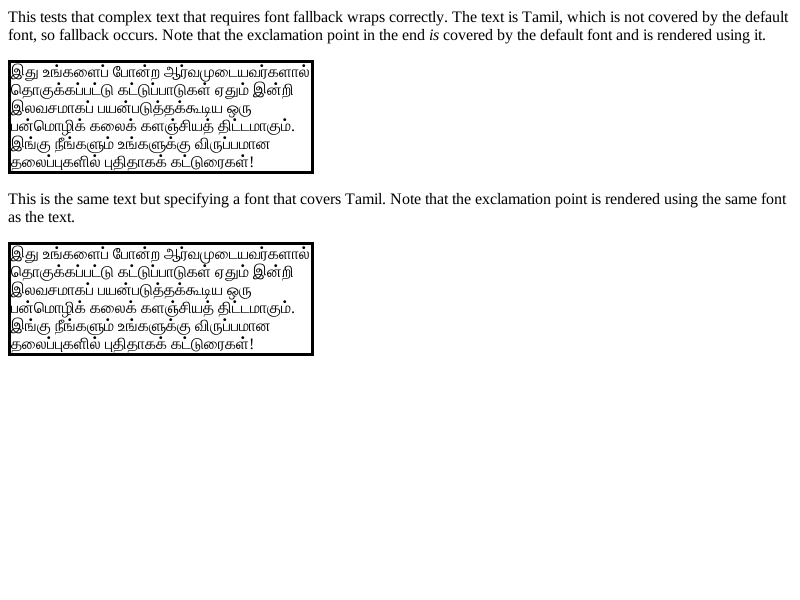 This tests that complex text that requires font fallback wraps correctly. The text is Tamil, which is not covered by the default
font, so fallback occurs. Note that the exclamation point in the end is covered by the default font and is rendered using it.
இது உங்களைப் போன்ற ஆர்வமுடையவர்களால்
தொகுக்கப்பட்டு கட்டுப்பாடுகள் ஏதும் இன்றி
இலவசமாகப் பயன்படுத்தக்கூடிய ஒரு
பன்மொழிக் கலைக் களஞ்சியத் திட்டமாகும்.
இங்கு நீங்களும் உங்களுக்கு விருப்பமான
தலைப்புகளில் புதிதாகக் கட்டுரைகள்!
This is the same text but specifying a font that covers Tamil. Note that the exclamation point is rendered using the same font
as the text.
இது உங்களைப் போன்ற ஆர்வமுடையவர்களால்
தொகுக்கப்பட்டு கட்டுப்பாடுகள் ஏதும் இன்றி
இலவசமாகப் பயன்படுத்தக்கூடிய ஒரு
பன்மொழிக் கலைக் களஞ்சியத் திட்டமாகும்.
இங்கு நீங்களும் உங்களுக்கு விருப்பமான
தலைப்புகளில் புதிதாகக் கட்டுரைகள்!